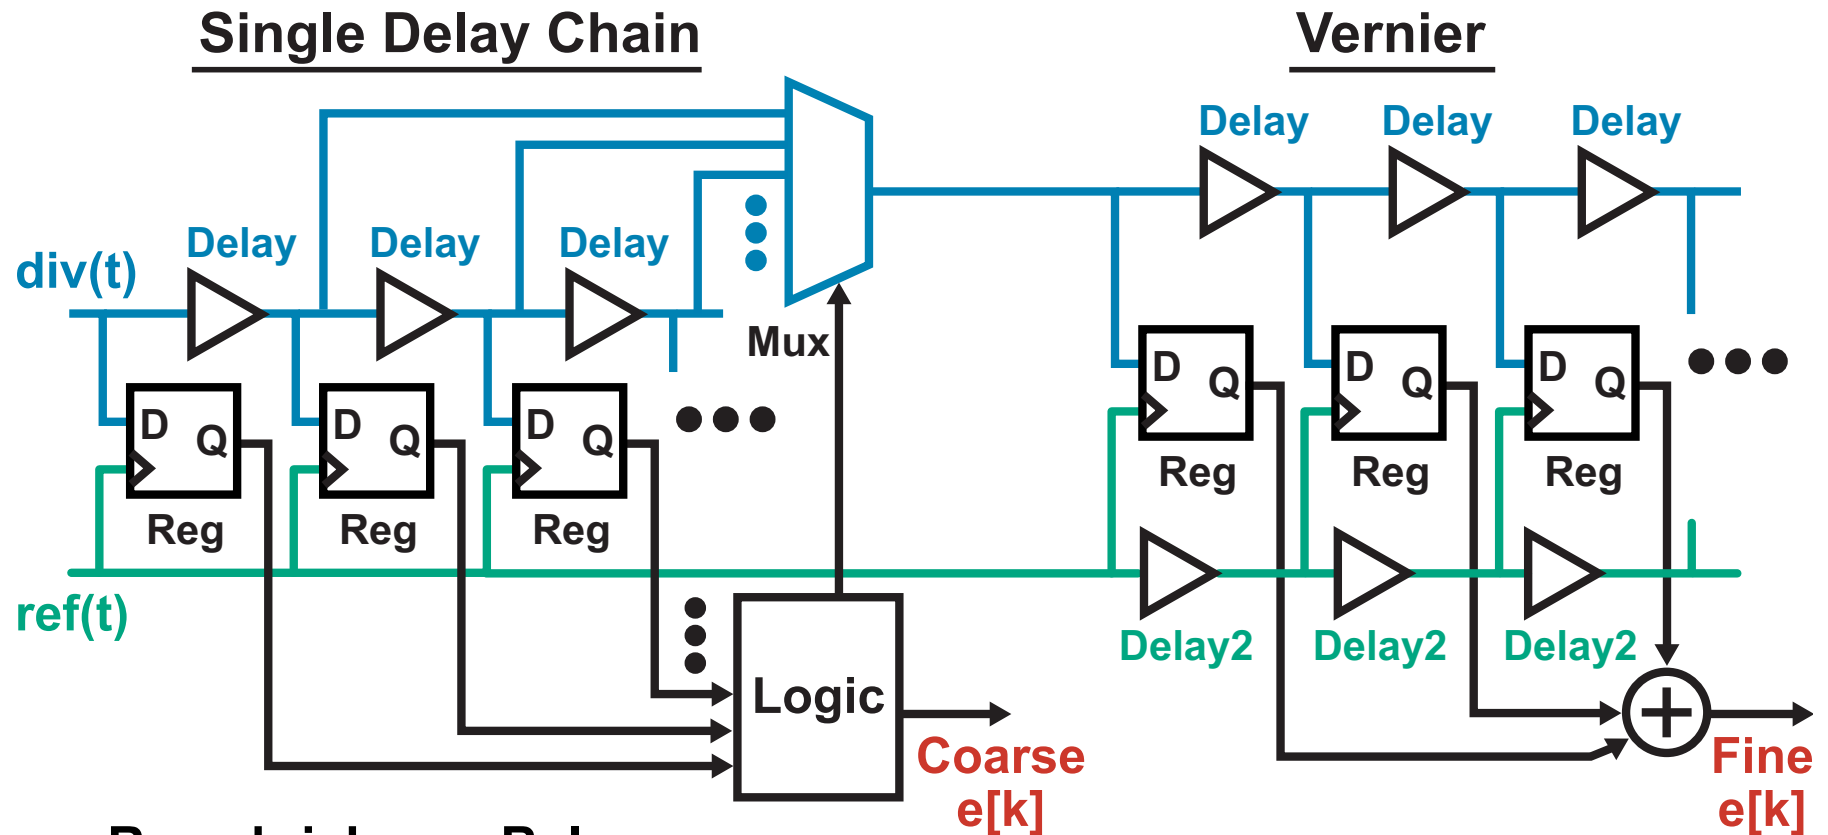 Single Delay Chain
Vernier
Delay Delay Delay
Delay Delay Delay
div(t)
Mux
D Q D Q D Q
D Q D Q D Q
Reg Reg Reg
Reg Reg Reg
ref(t)
Delay2 Delay2 Delay2
Logic
Coarse
e[k]
Fine
e[k]